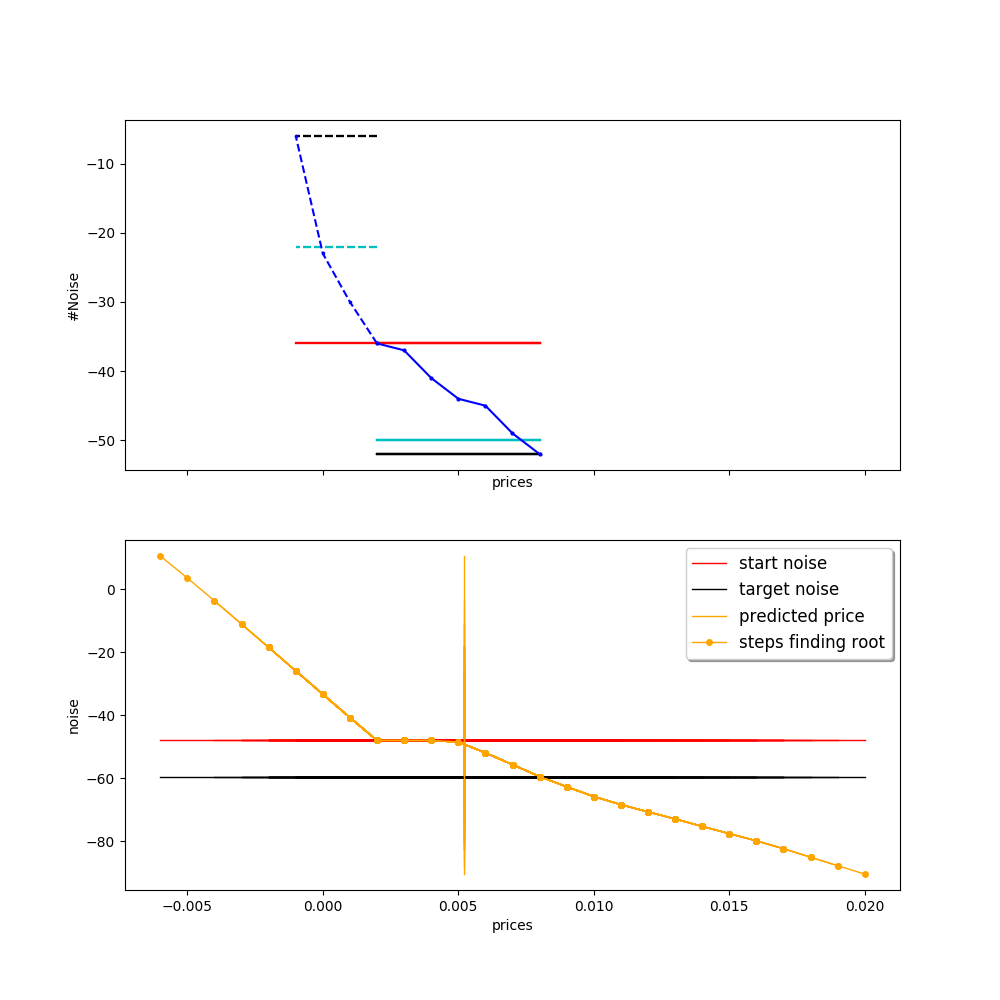 #Noise
−10
−20
−30
−40
−50
prices
noise
0
−20
−40
−60
−80
start noise
target noise
predicted price
steps finding root
−0.005
0.000
0.005
0.010
0.015
0.020
prices